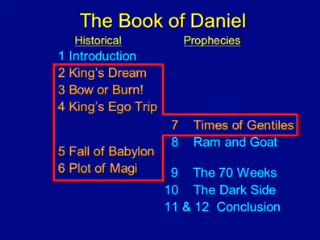 The Book of Daniel
Historical
Prophecies
1 Introduction
2 King's Dream
3 Bow or Burn!
4 King's Ego Trip
7 Times of Gentiles
8 Ram and Goat
5 Fall of Babylon
6 Plot of Magi
9 The 70 Weeks
10 The Dark Side
11 & 12 Conclusion